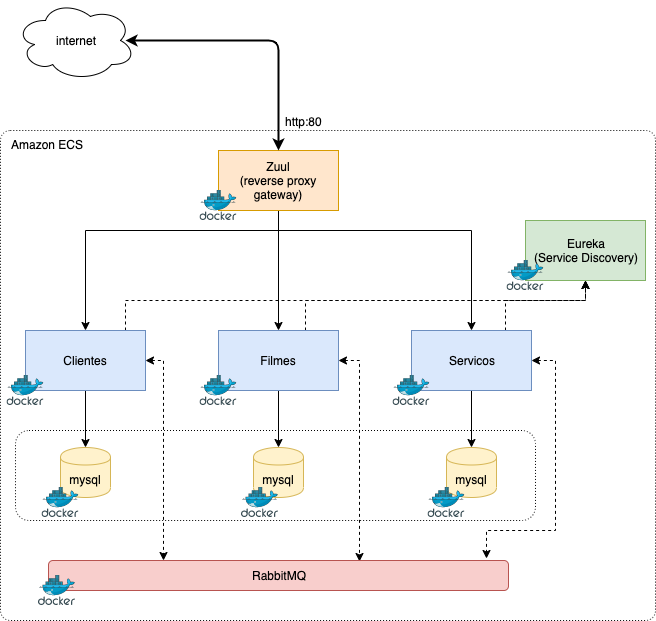 internet
http:80
Amazon ECS
Zuul
(reverse proxy
gateway)
docker
Eureka
(Service Discovery)
docker
Clientes
Filmes
Servicos
docker
docker
docker
mysql
mysql
mysql
docker
docker
docker
RabbitMQ
docker